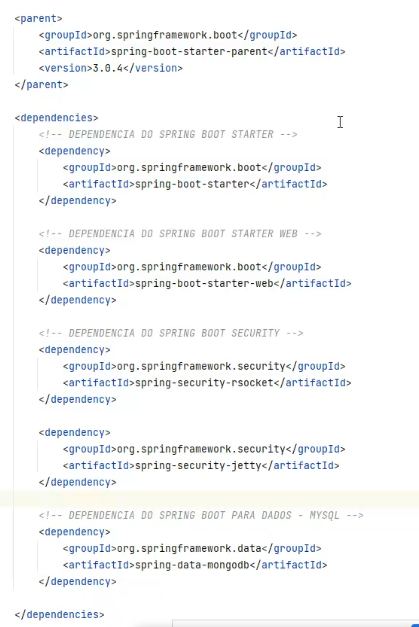 <parent>
<groupId>org.springframework.boot</groupId>
<artifactId>spring-boot-starter-parent</artifactId>
<version>3.0.4</version>
</parent>
<dependencies>
<!-- DEPENDENCIA DO SPRING BOOT STARTER -->
<dependency>
<groupId>org.springframework.boot</groupId>
<artifactId>spring-boot-starter</artifactId>
</dependency>
<!-- DEPENDENCIA DO SPRING BOOT STARTER WEB -->
<dependency>
<groupId>org.springframework.boot</groupId>
<artifactId>spring-boot-starter-web</artifactId>
</dependency>
<!-- DEPENDENCIA DO SPRING BOOT SECURITY -->
<dependency>
<groupId>org.springframework.security</groupId>
<artifactId>spring-security-rsocket</artifactId>
</dependency>
<dependency>
<groupId>org.springframework.security</groupId>
<artifactId>spring-security-jetty</artifactId>
</dependency>
<!-- DEPENDENCIA DO SPRING BOOT PARA DADOS - MYSQL -->
<dependency>
<groupId>org.springframework.data</groupId>
<artifactId>spring-data-mongodb</artifactId>
</dependency>
</dependencies>